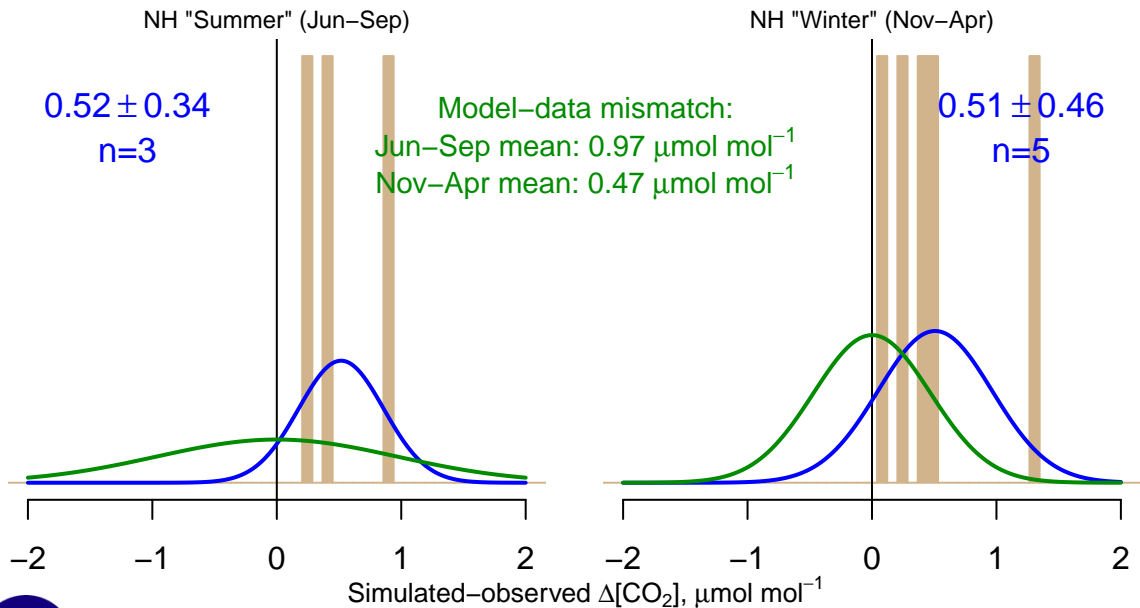 NH "Summer" (Jun−Sep)
NH "Winter" (Nov−Apr)
0.52 ± 0.34
n=3
Model−data mismatch:
Jun−Sep mean: 0.97 μmol mol⁻¹
Nov−Apr mean: 0.47 μmol mol⁻¹
0.51 ± 0.46
n=5
−2 −1 0 1 2
−2 −1 0 1 2
Simulated−observed Δ[CO₂], μmol mol⁻¹